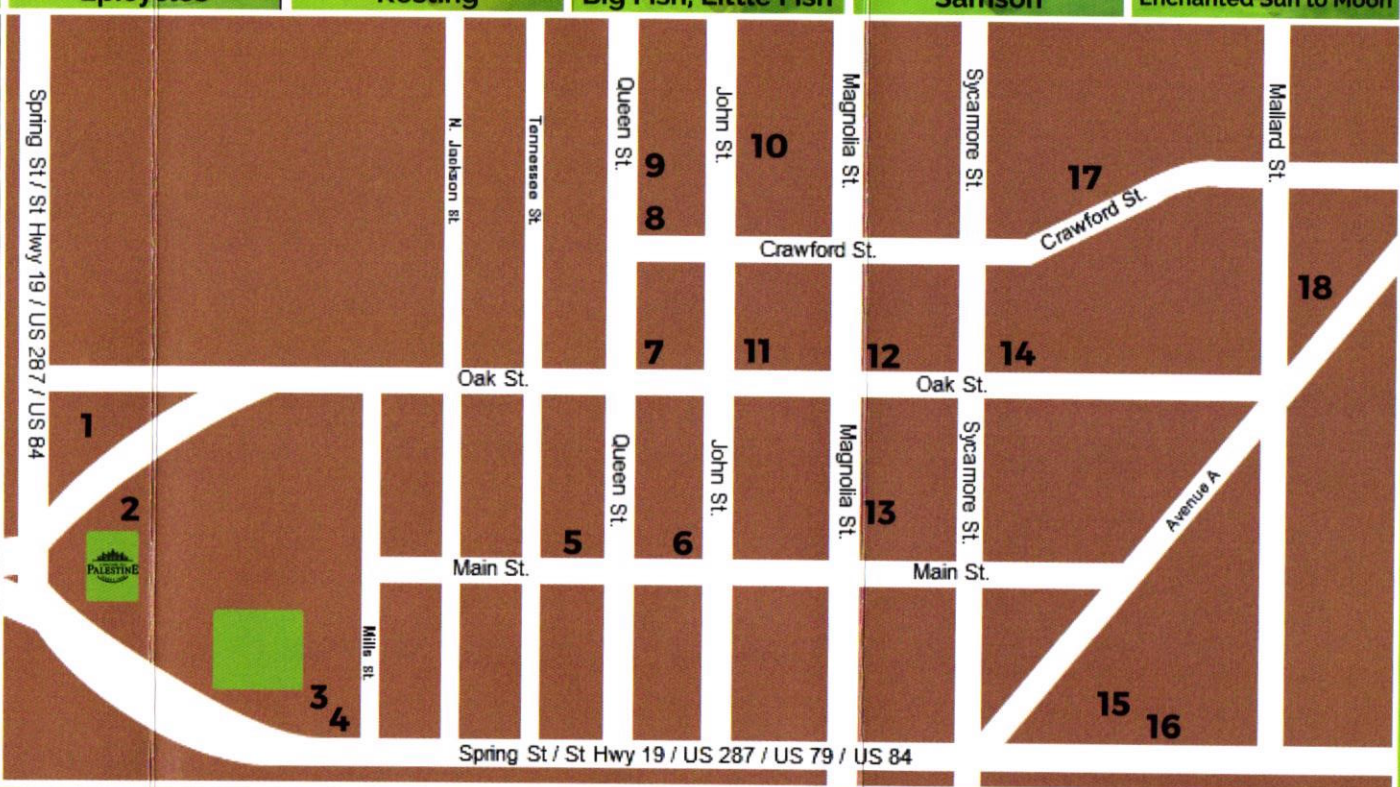 Epicycles
Resting
Big Fish, Little Fish
Samson
Enchanted Sun to Moon
Spring St / St Hwy 19 / US 287 / US 84
N. Jackson St.
Tennessee St.
Queen St.
John St.
Magnolia St.
Sycamore St.
Mallard St.
9
10
17
8
Crawford St.
Crawford St.
18
7
11
12
14
Oak St.
Oak St.
1
Queen St.
John St.
Magnolia St.
Sycamore St.
Avenue A
2
13
5
6
PALESTINE
Main St.
Main St.
Mills St.
3
4
15
16
Spring St / St Hwy 19 / US 287 / US 79 / US 84